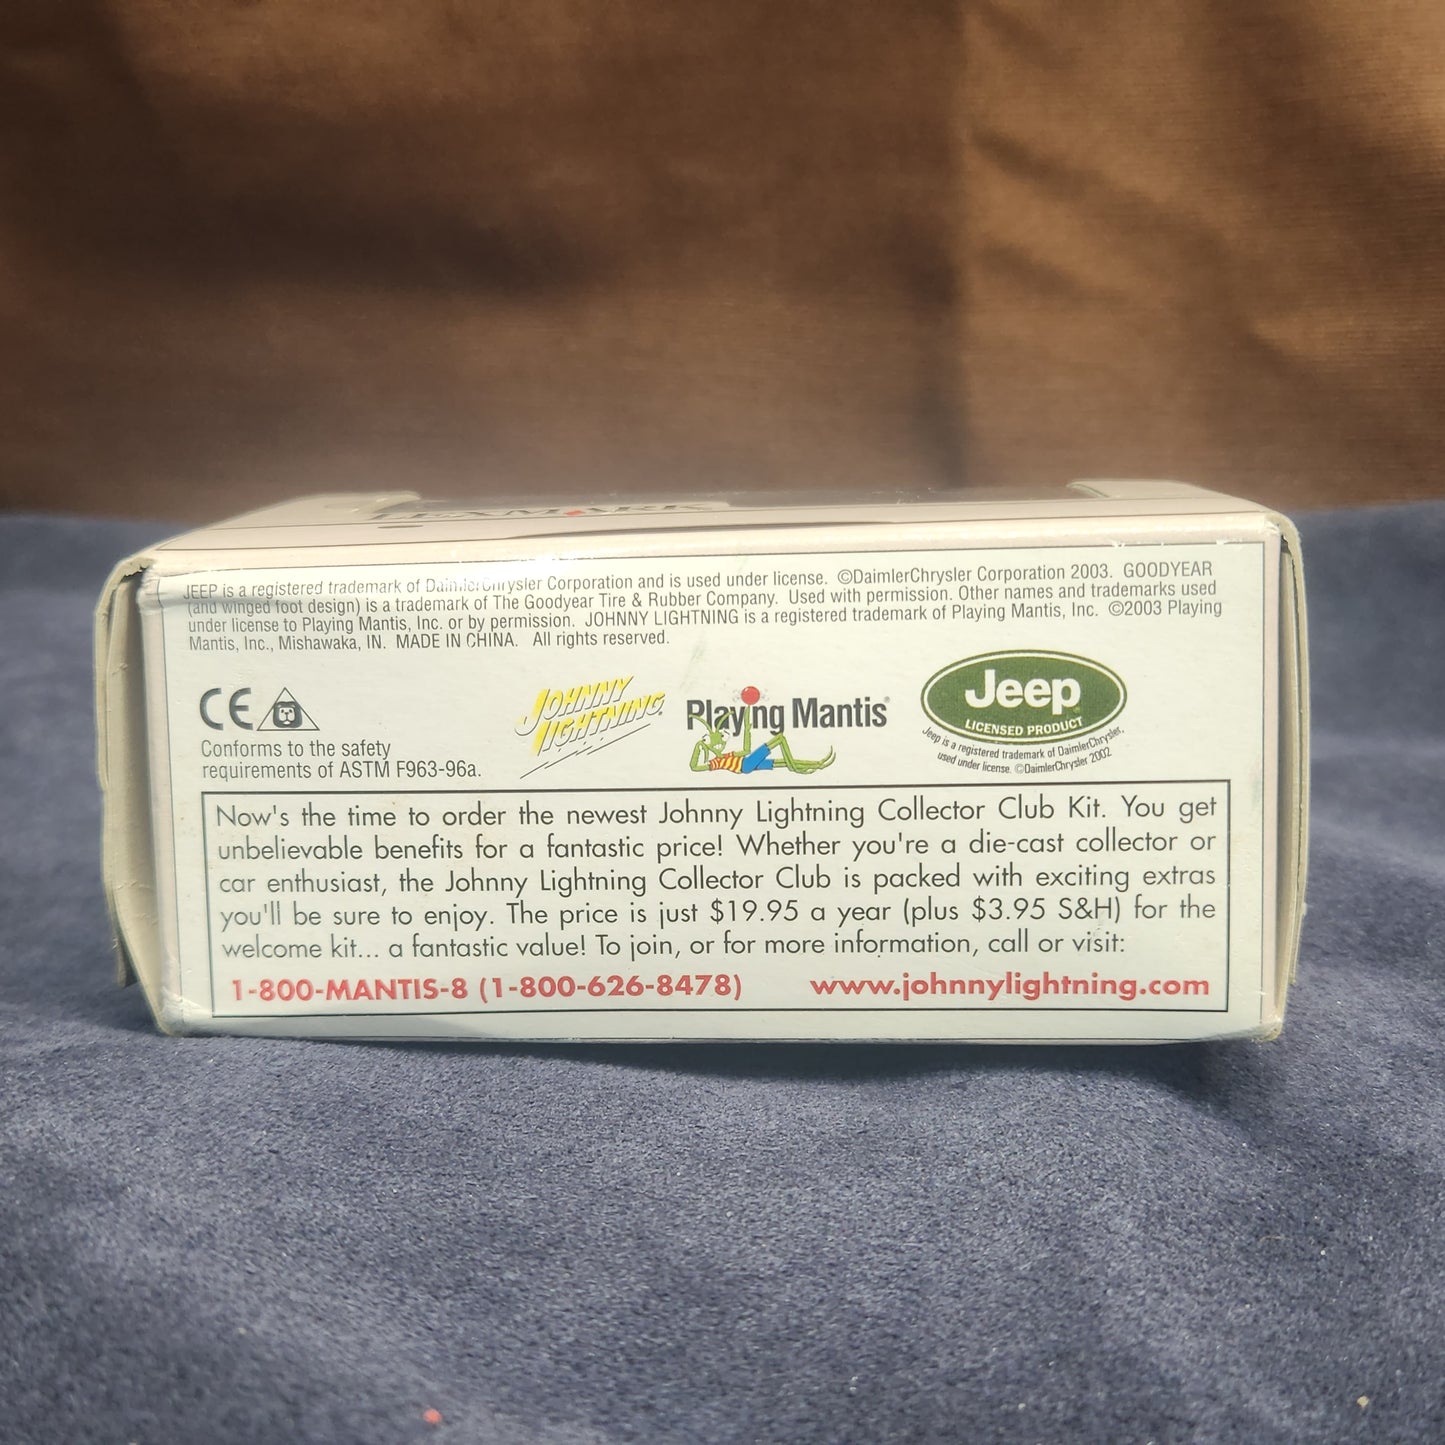 LEXMARK
JEEP is a registered trademark of DaimlerChrysler Corporation and is used under license. ©DaimlerChrysler Corporation 2003. GOODYEAR
(and winged foot design) is a trademark of The Goodyear Tire & Rubber Company. Used with permission. Other names and trademarks used
under license to Playing Mantis, Inc. or by permission. JOHNNY LIGHTNING is a registered trademark of Playing Mantis, Inc. ©2003 Playing
Mantis, Inc., Mishawaka, IN. MADE IN CHINA. All rights reserved.
CE
Conforms to the safety
requirements of ASTM F963-96a.
JOHNNY
LIGHTNING
Playing Mantis®
Jeep
LICENSED PRODUCT
Jeep is a registered trademark of DaimlerChrysler,
used under license. ©DaimlerChrysler 2002
Now's the time to order the newest Johnny Lightning Collector Club Kit. You get
unbelievable benefits for a fantastic price! Whether you're a die-cast collector or
car enthusiast, the Johnny Lightning Collector Club is packed with exciting extras
you'll be sure to enjoy. The price is just $19.95 a year (plus $3.95 S&H) for the
welcome kit... a fantastic value! To join, or for more information, call or visit:
1-800-MANTIS-8 (1-800-626-8478) www.johnnylightning.com